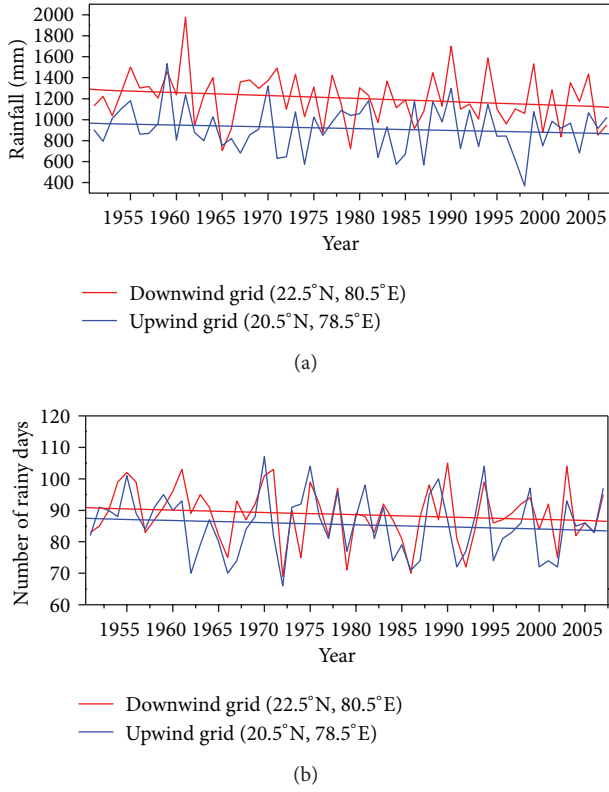 2000
1800
1600
1400
1200
1000
800
600
400
Rainfall (mm)
1955 1960 1965 1970 1975 1980 1985 1990 1995 2000 2005
Year
Downwind grid (22.5°N, 80.5°E)
Upwind grid (20.5°N, 78.5°E)
(a)
120
110
100
90
80
70
60
Number of rainy days
1955 1960 1965 1970 1975 1980 1985 1990 1995 2000 2005
Year
Downwind grid (22.5°N, 80.5°E)
Upwind grid (20.5°N, 78.5°E)
(b)